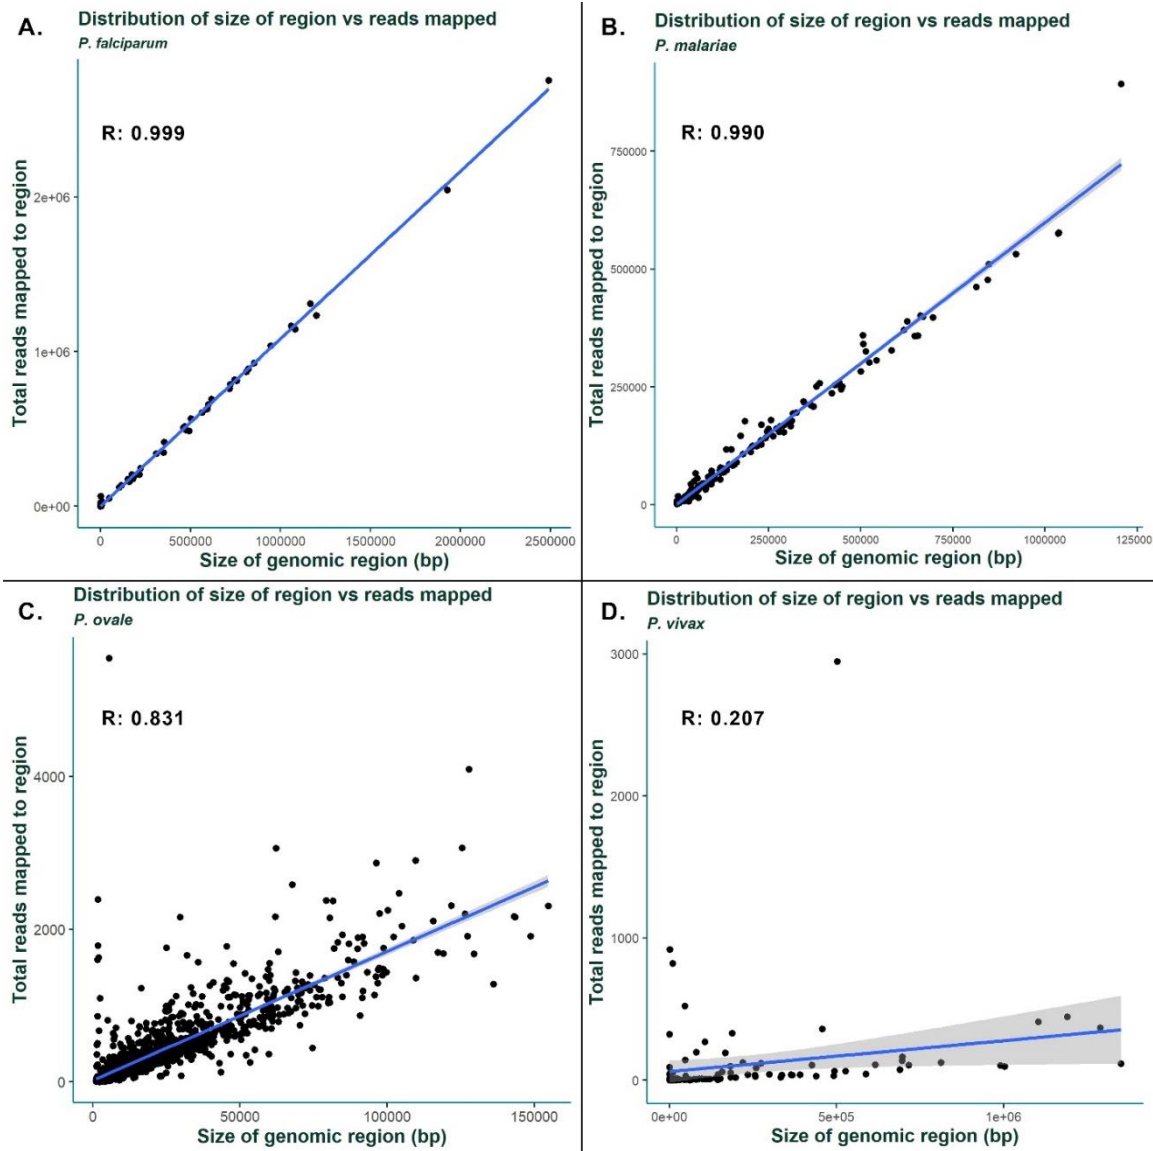 A.
Distribution of size of region vs reads mapped
P. falciparum
R: 0.999
Total reads mapped to region
2e+06
1e+06
0e+00
0
500000
1000000
1500000
2000000
2500000
Size of genomic region (bp)
B.
Distribution of size of region vs reads mapped
P. malariae
R: 0.990
Total reads mapped to region
750000
500000
250000
0
0
250000
500000
750000
1000000
125000
Size of genomic region (bp)
C.
Distribution of size of region vs reads mapped
P. ovale
R: 0.831
Total reads mapped to region
4000
2000
0
0
50000
100000
150000
Size of genomic region (bp)
D.
Distribution of size of region vs reads mapped
P. vivax
R: 0.207
Total reads mapped to region
3000
2000
1000
0
0e+00
5e+05
1e+06
Size of genomic region (bp)